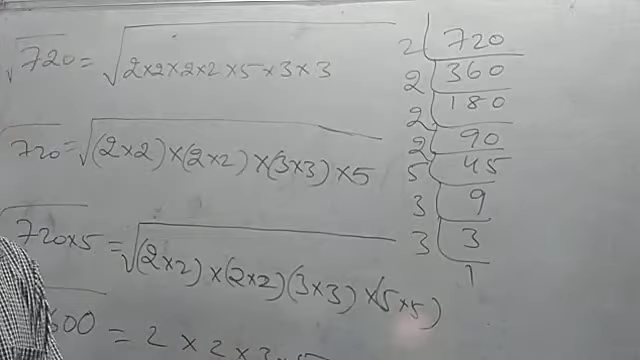 √720 = √2×2×2×2×5×3×3
720 = √(2×2)×(2×2)×(3×3)×5
720×5 = √(2×2)×(2×2)(3×3)×(5×5)
600 = 2×2×3×5
2 720
2 360
2 180
2 90
5 45
3 9
3 3
1